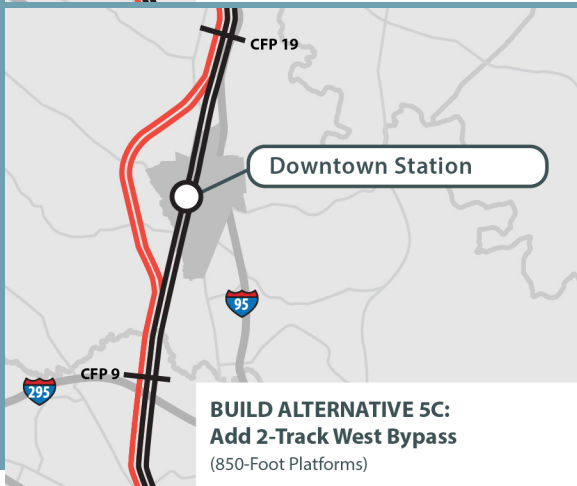 CFP 19
Downtown Station
95
CFP 9
295
BUILD ALTERNATIVE 5C:
Add 2-Track West Bypass
(850-Foot Platforms)